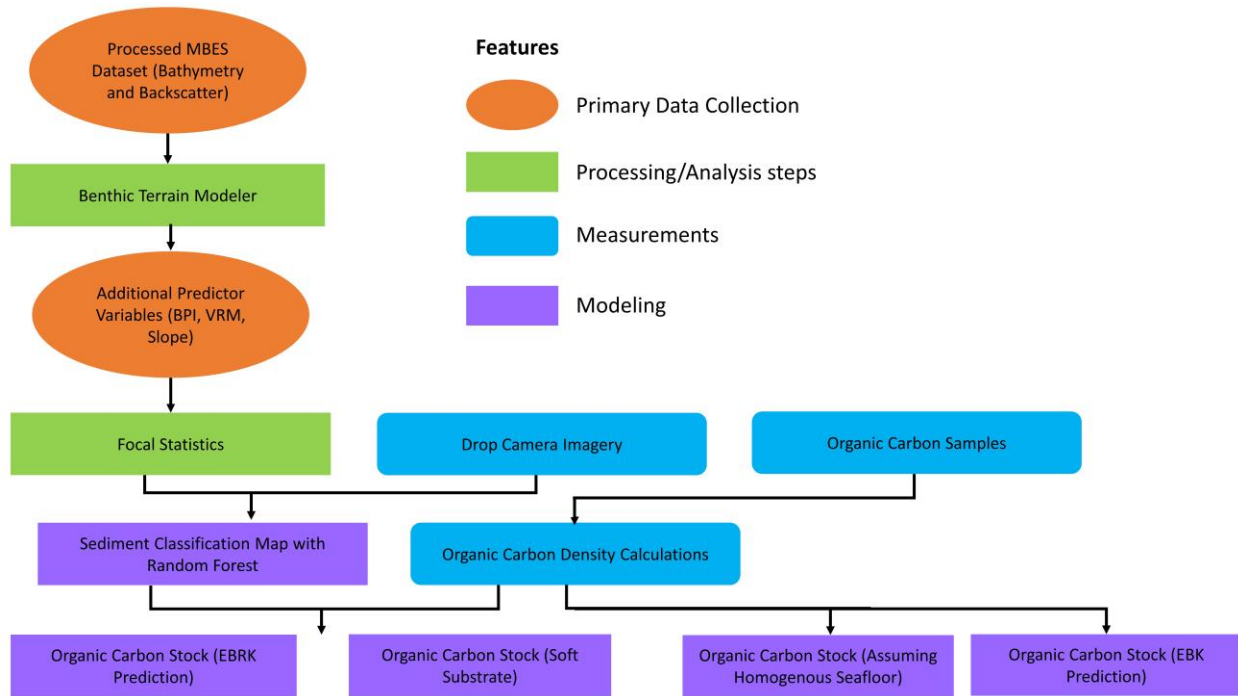 Processed MBES
Dataset (Bathymetry
and Backscatter)
Benthic Terrain Modeler
Additional Predictor
Variables (BPI, VRM,
Slope)
Features
Primary Data Collection
Processing/Analysis steps
Measurements
Modeling
Focal Statistics
Drop Camera Imagery
Organic Carbon Samples
Sediment Classification Map with
Random Forest
Organic Carbon Density Calculations
Organic Carbon Stock (EBRK
Prediction)
Organic Carbon Stock (Soft
Substrate)
Organic Carbon Stock (Assuming
Homogenous Seafloor)
Organic Carbon Stock (EBK
Prediction)